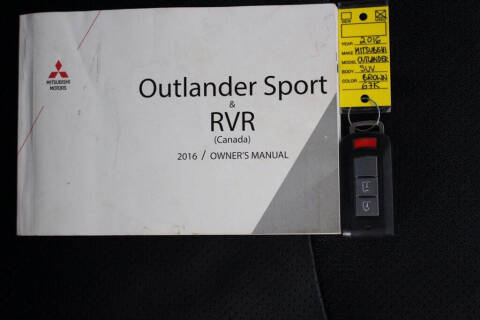 MITSUBISHI
MOTORS
Outlander Sport
&
RVR
(Canada)
2016 / OWNER'S MANUAL
YEAR 2016
MAKE MITSUBISHI
MODEL OUTLANDER
BODY SUV
COLOR BROWN
67K